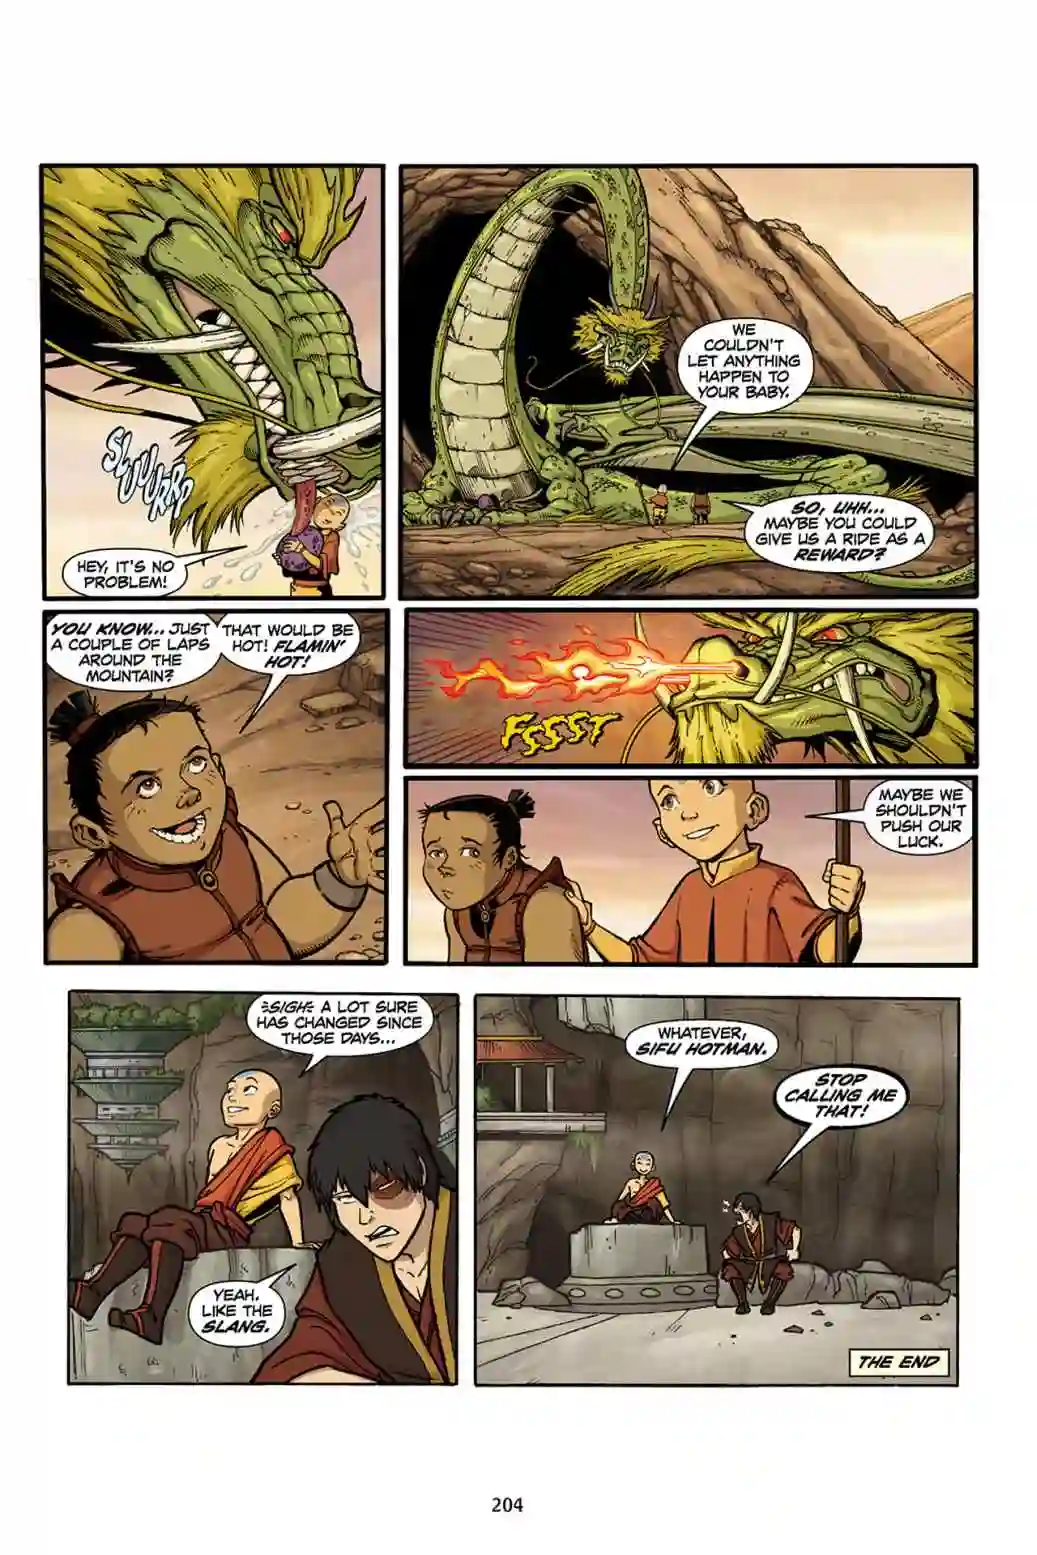 SLUUURRP
HEY, IT'S NO
PROBLEM!
WE
COULDN'T
LET ANYTHING
HAPPEN TO
YOUR BABY.
SO, UHH...
MAYBE YOU COULD
GIVE US A RIDE AS A
REWARD?
YOU KNOW... JUST
A COUPLE OF LAPS
AROUND THE
MOUNTAIN?
THAT WOULD BE
HOT! FLAMIN'
HOT!
FSSSST
MAYBE WE
SHOULDN'T
PUSH OUR
LUCK.
SIGH A LOT SURE
HAS CHANGED SINCE
THOSE DAYS...
YEAH.
LIKE THE
SLANG.
WHATEVER,
SIFU HOTMAN.
STOP
CALLING ME
THAT!
THE END
204